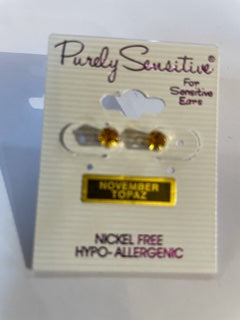 Purely Sensitive®
For
Sensitive
Ears
NOVEMBER
TOPAZ
NICKEL FREE
HYPO-ALLERGENIC